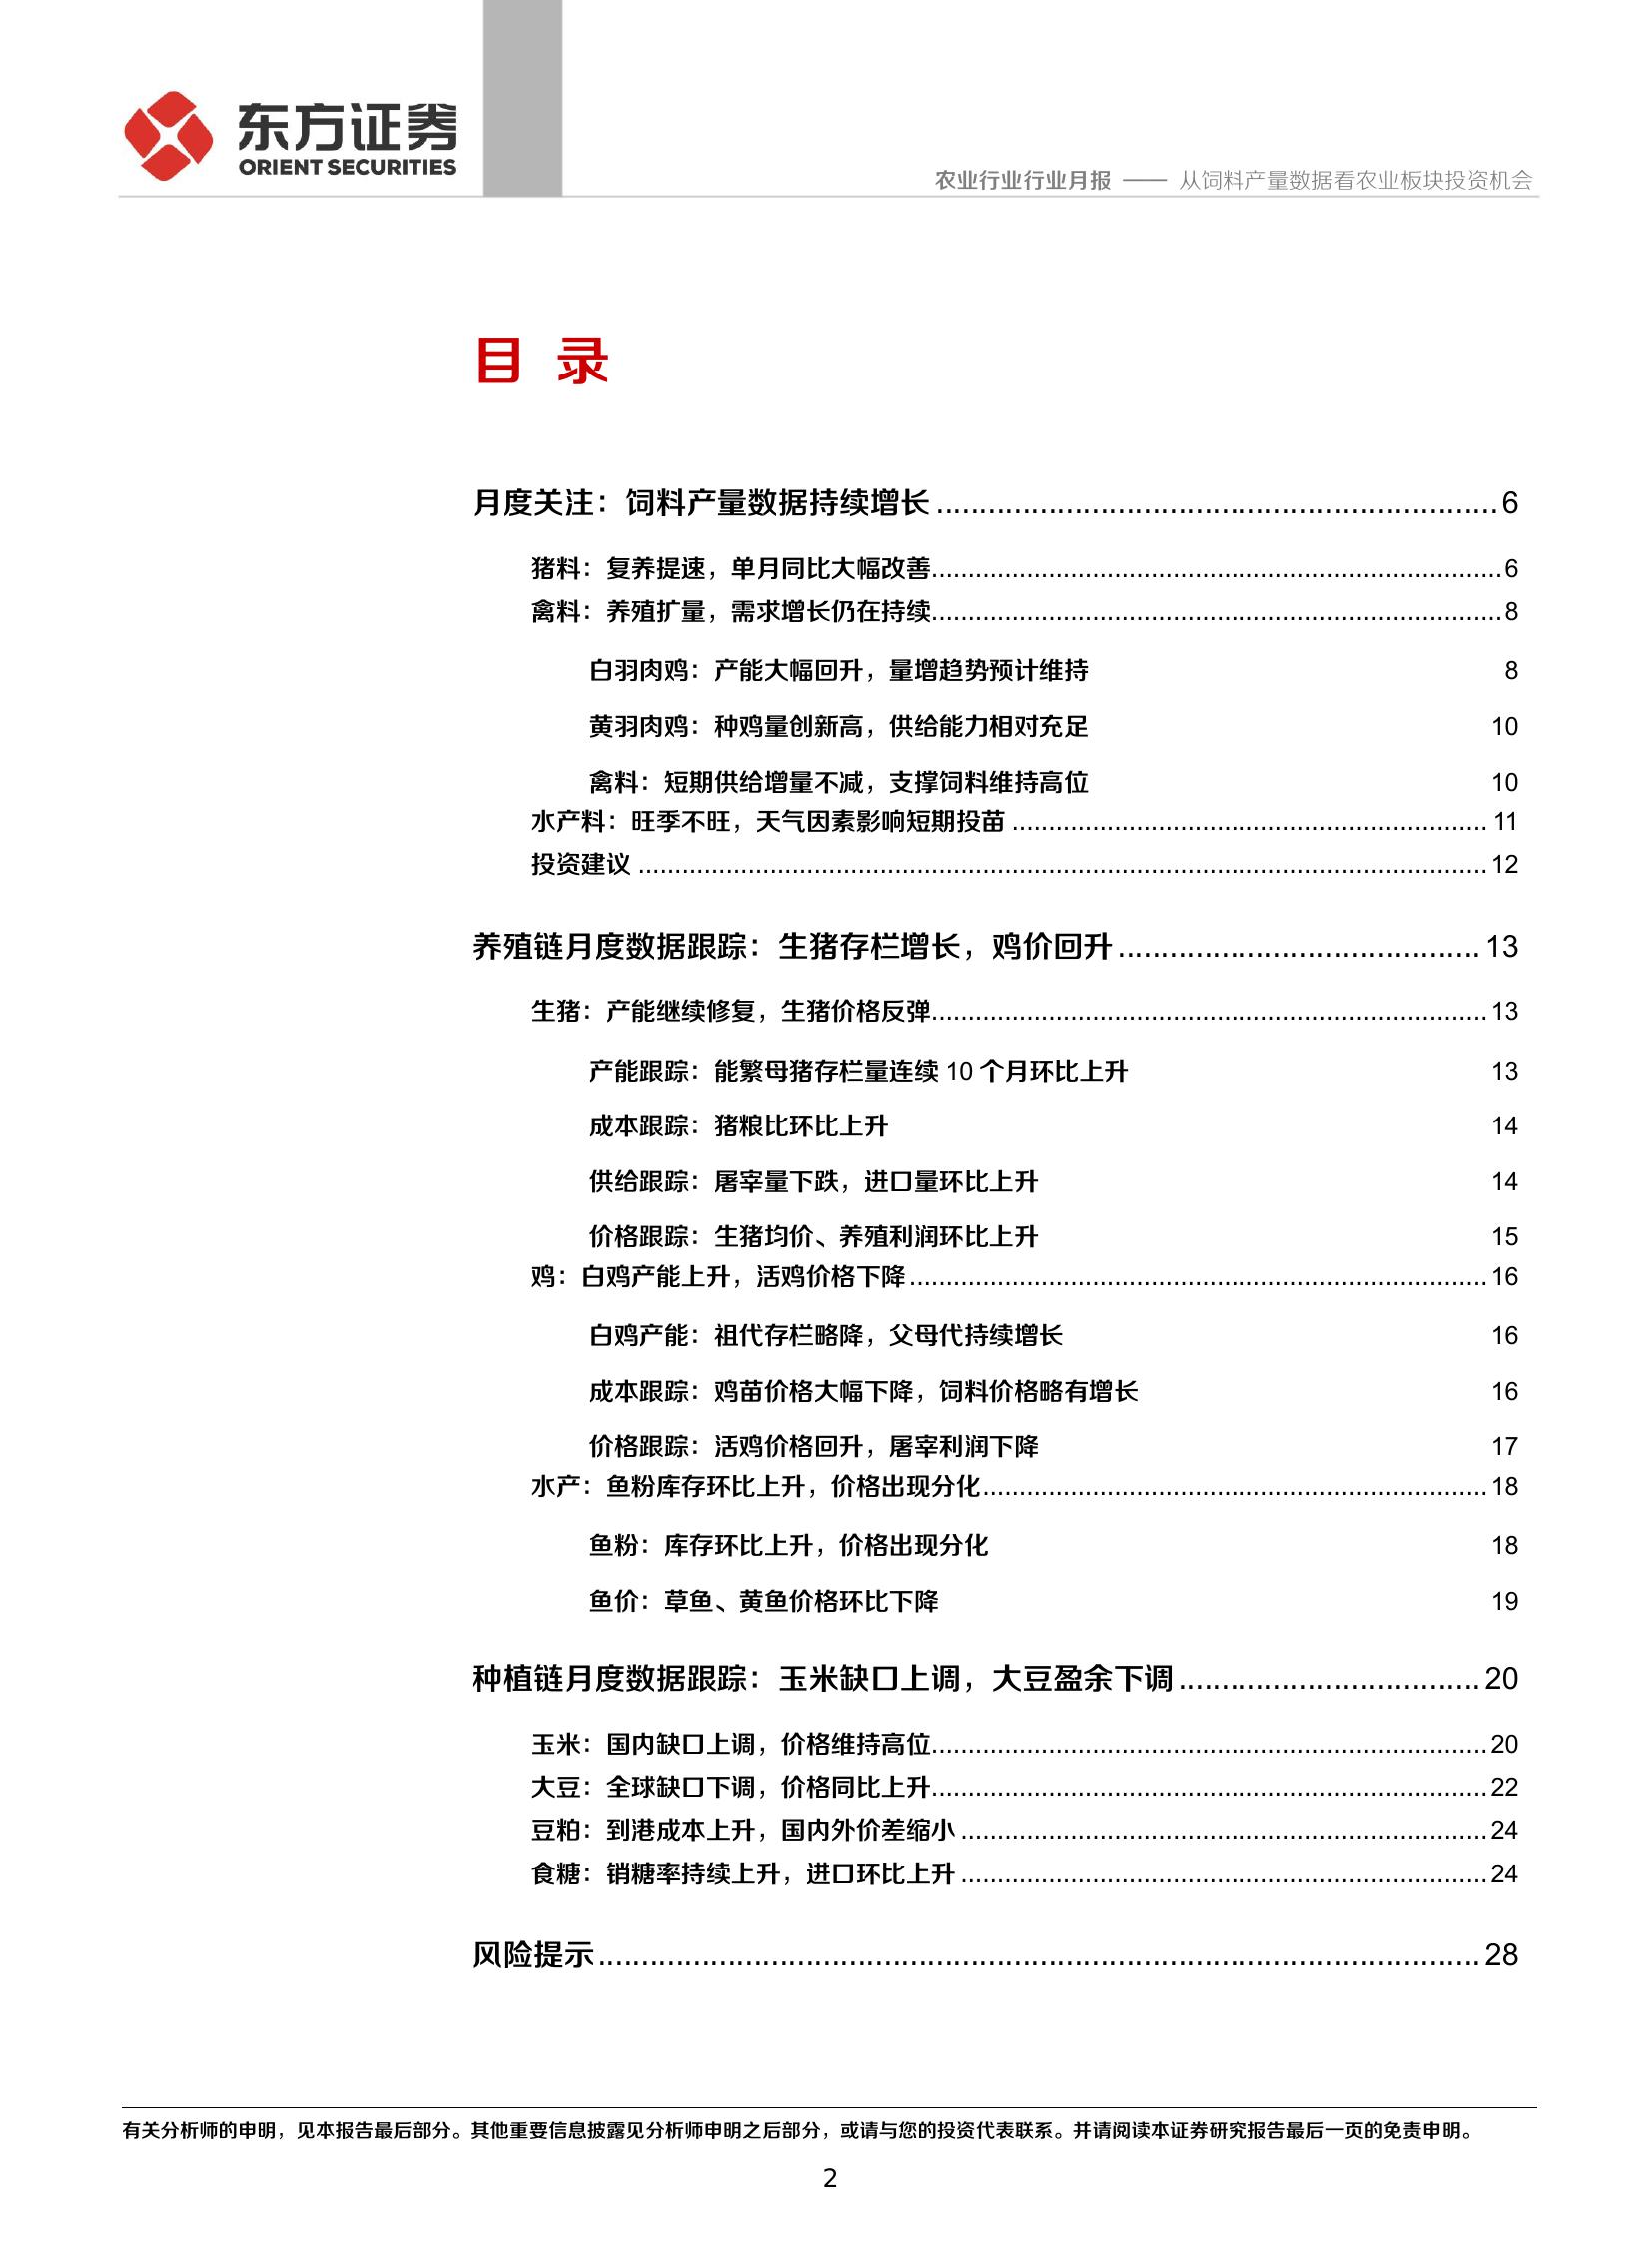 东方证券
ORIENT SECURITIES
农业行业行业月报 —— 从饲料产量数据看农业板块投资机会
目 录
月度关注：饲料产量数据持续增长 6
猪料：复养提速，单月同比大幅改善 6
禽料：养殖扩量，需求增长仍在持续 8
白羽肉鸡：产能大幅回升，量增趋势预计维持 8
黄羽肉鸡：种鸡量创新高，供给能力相对充足 10
禽料：短期供给增量不减，支撑饲料维持高位 10
水产料：旺季不旺，天气因素影响短期投苗 11
投资建议 12
养殖链月度数据跟踪：生猪存栏增长，鸡价回升 13
生猪：产能继续修复，生猪价格反弹 13
产能跟踪：能繁母猪存栏量连续 10 个月环比上升 13
成本跟踪：猪粮比环比上升 14
供给跟踪：屠宰量下跌，进口量环比上升 14
价格跟踪：生猪均价、养殖利润环比上升 15
鸡：白鸡产能上升，活鸡价格下降 16
白鸡产能：祖代存栏略降，父母代持续增长 16
成本跟踪：鸡苗价格大幅下降，饲料价格略有增长 16
价格跟踪：活鸡价格回升，屠宰利润下降 17
水产：鱼粉库存环比上升，价格出现分化 18
鱼粉：库存环比上升，价格出现分化 18
鱼价：草鱼、黄鱼价格环比下降 19
种植链月度数据跟踪：玉米缺口上调，大豆盈余下调 20
玉米：国内缺口上调，价格维持高位 20
大豆：全球缺口下调，价格同比上升 22
豆粕：到港成本上升，国内外价差缩小 24
食糖：销糖率持续上升，进口环比上升 24
风险提示 28
有关分析师的申明，见本报告最后部分。其他重要信息披露见分析师申明之后部分，或请与您的投资代表联系。并请阅读本证券研究报告最后一页的免责申明。
2